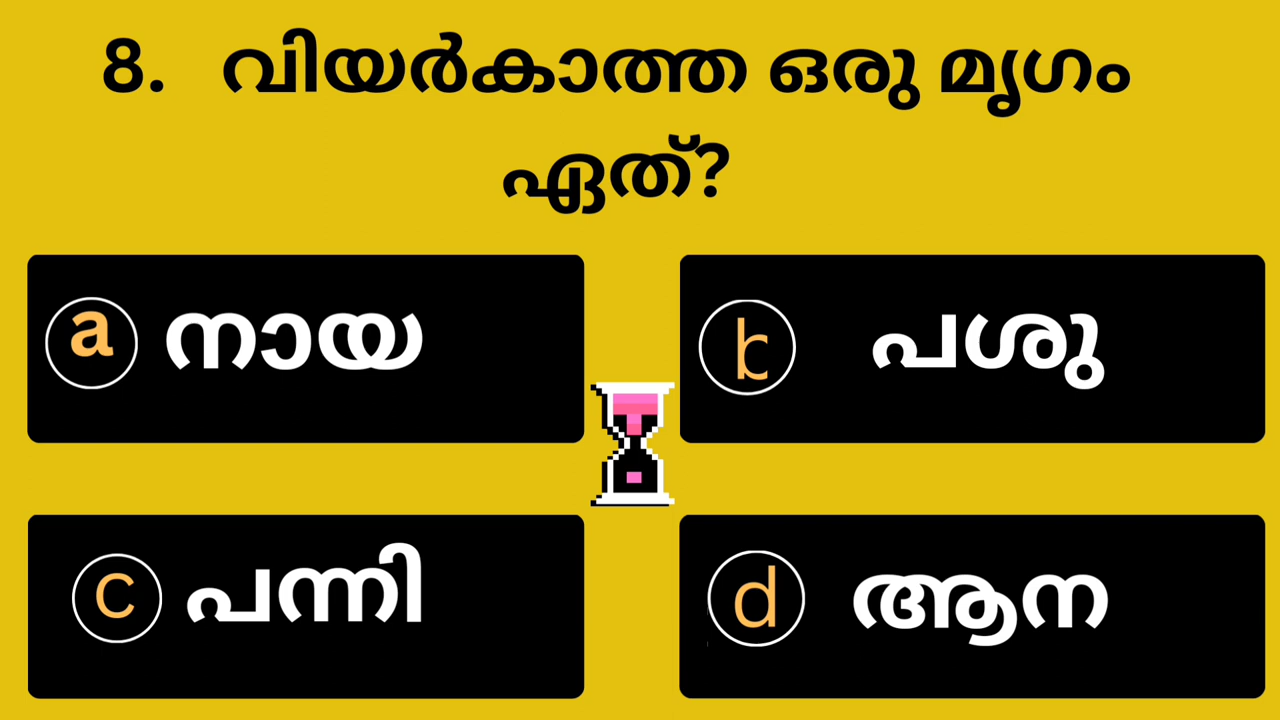 8. വിയർകാത്ത ഒരു മൃഗം
ഏത്?
a നായ
b പശു
c പന്നി
d ആന